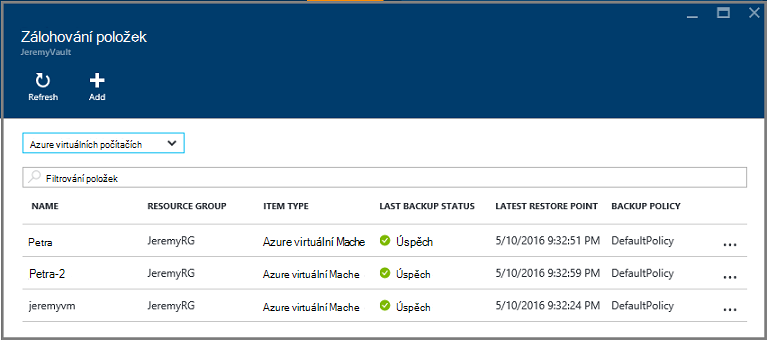 Zálohování položek
JeremyVault
Refresh Add
Azure virtuálních počítačích
Filtrování položek
NAME RESOURCE GROUP ITEM TYPE LAST BACKUP STATUS LATEST RESTORE POINT BACKUP POLICY
Petra JeremyRG Azure virtuální Mache Úspěch 5/10/2016 9:32:51 PM DefaultPolicy ...
Petra-2 JeremyRG Azure virtuální Mache Úspěch 5/10/2016 9:32:59 PM DefaultPolicy ...
jeremyvm JeremyRG Azure virtuální Mache Úspěch 5/10/2016 9:32:24 PM DefaultPolicy ...